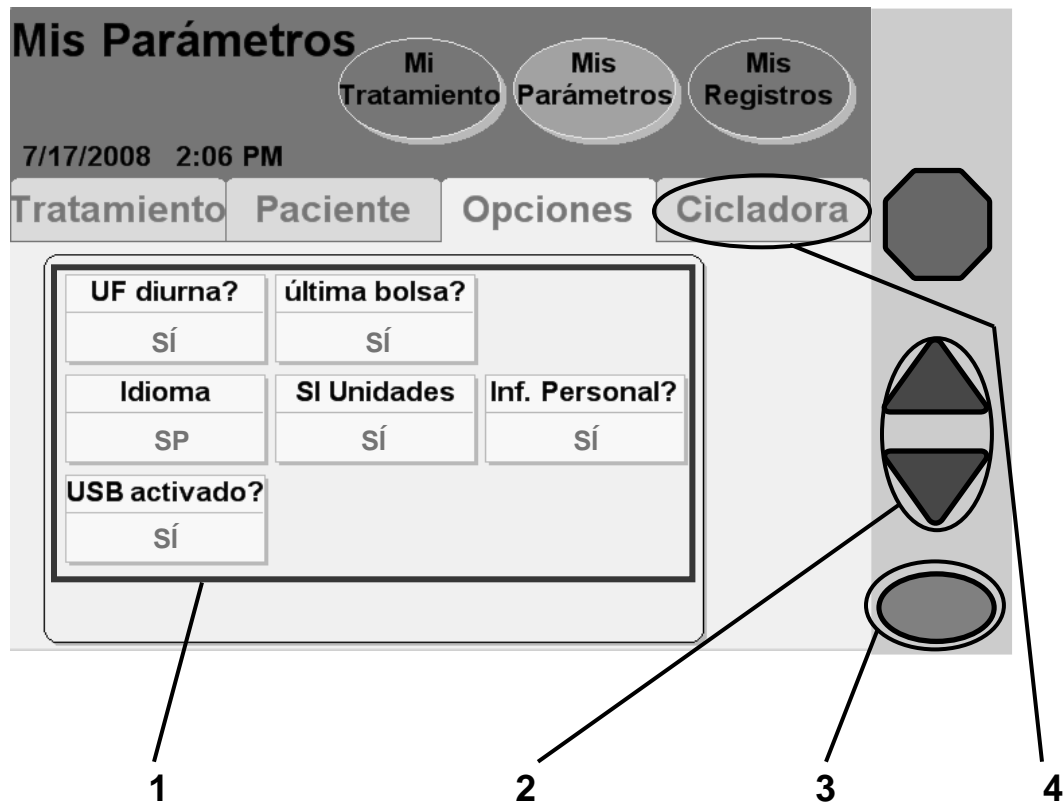 Mis Parámetros
Mi
Tratamiento
Mis
Parámetros
Mis
Registros
7/17/2008 2:06 PM
Tratamiento
Paciente
Opciones
Cicladora
UF diurna?
SÍ
última bolsa?
SÍ
Idioma
SP
SI Unidades
SÍ
Inf. Personal?
SÍ
USB activado?
SÍ
1
2
3
4